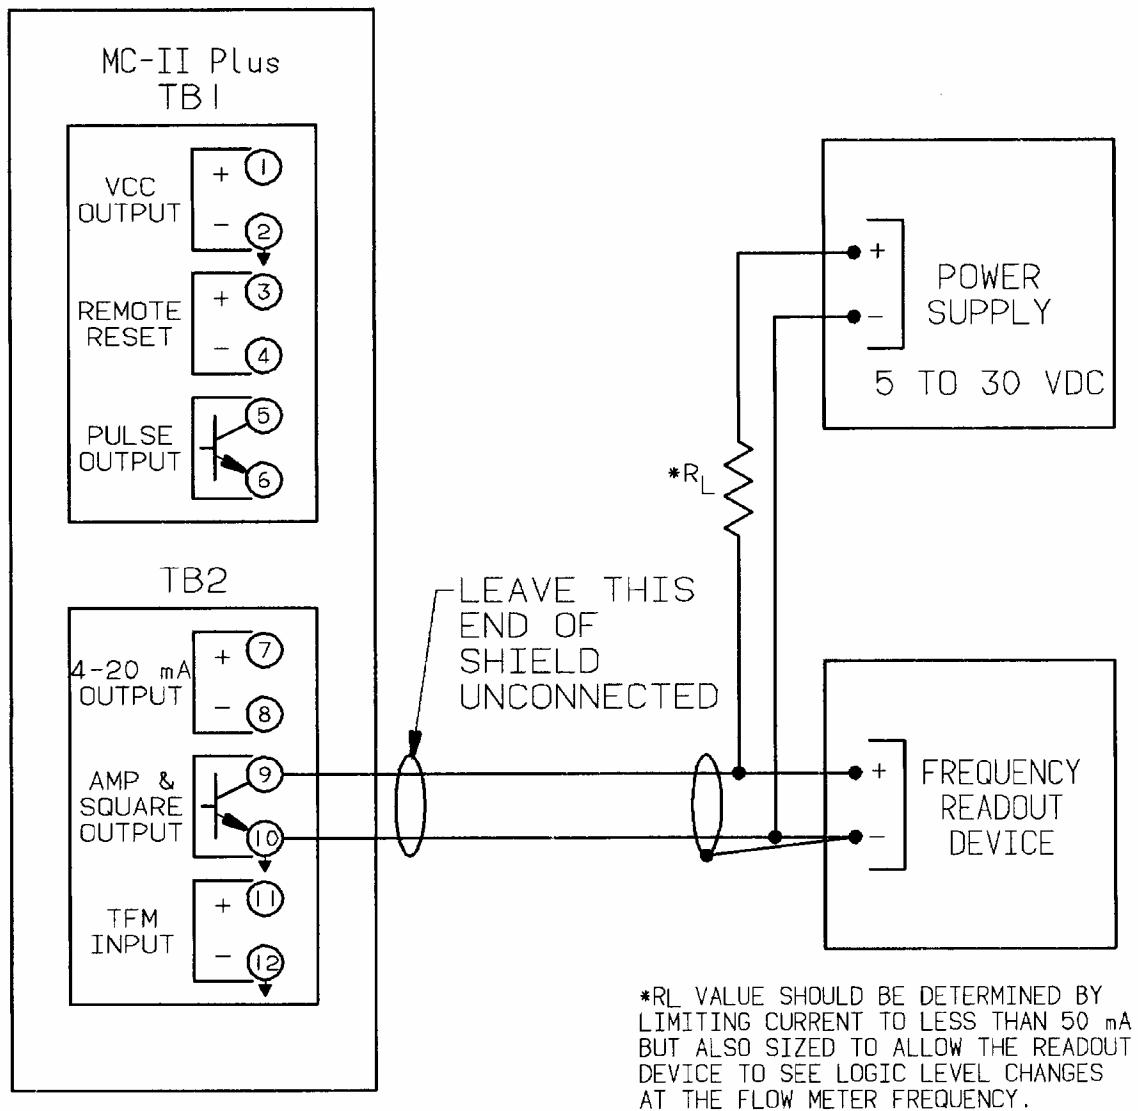 MC-II Plus
TB1
VCC
OUTPUT
+ 1
- 2
REMOTE
RESET
+ 3
- 4
PULSE
OUTPUT
5
6
TB2
4-20 mA
OUTPUT
+ 7
- 8
AMP &
SQUARE
OUTPUT
9
10
TFM
INPUT
+ 11
- 12
LEAVE THIS
END OF
SHIELD
UNCONNECTED
*RL
+
-
POWER
SUPPLY
5 TO 30 VDC
+
-
FREQUENCY
READOUT
DEVICE
*RL VALUE SHOULD BE DETERMINED BY
LIMITING CURRENT TO LESS THAN 50 mA
BUT ALSO SIZED TO ALLOW THE READOUT
DEVICE TO SEE LOGIC LEVEL CHANGES
AT THE FLOW METER FREQUENCY.